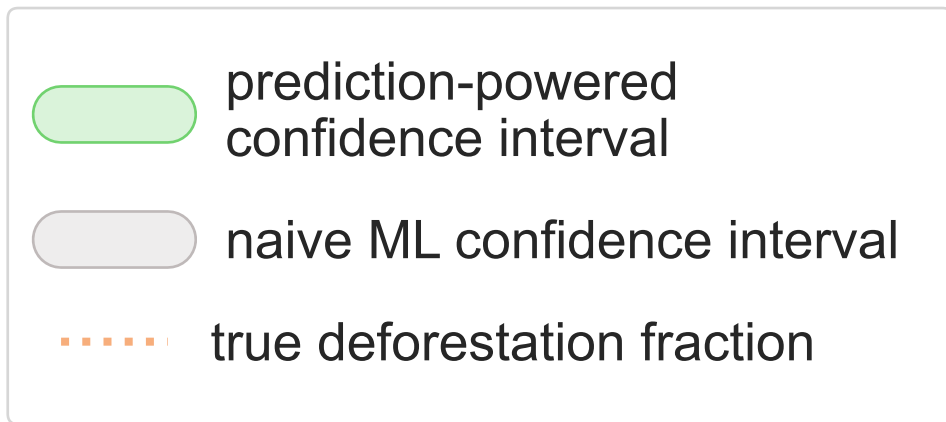 prediction-powered
confidence interval
naive ML confidence interval
true deforestation fraction